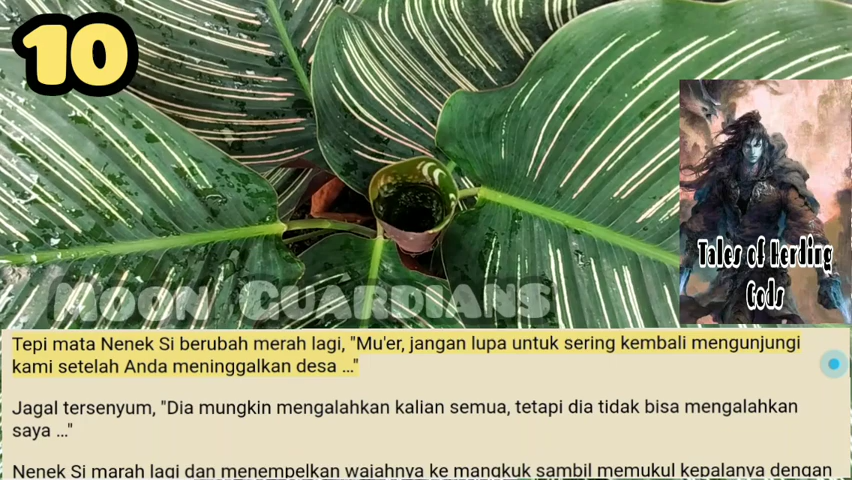 10
Tales of Herding
Gods
Moon Guardians
Tepi mata Nenek Si berubah merah lagi, "Mu'er, jangan lupa untuk sering kembali mengunjungi
kami setelah Anda meninggalkan desa ..."
Jagal tersenyum, "Dia mungkin mengalahkan kalian semua, tetapi dia tidak bisa mengalahkan
saya ..."
Nenek Si marah lagi dan menempelkan wajahnya ke mangkuk sambil memukul kepalanya dengan